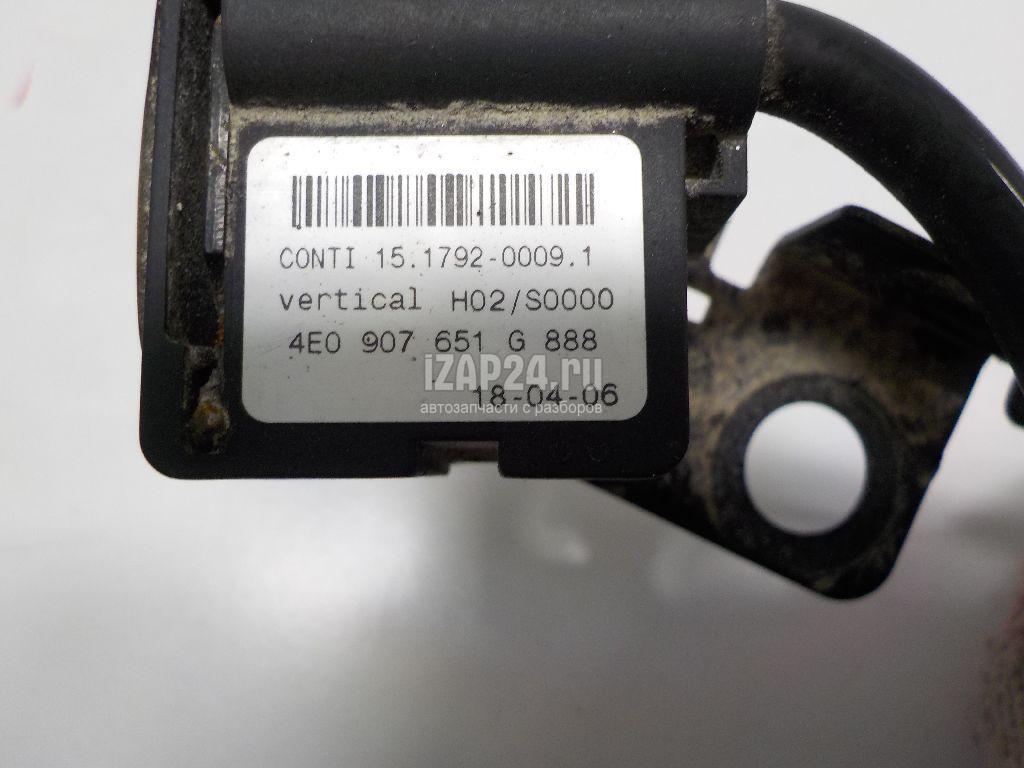 CONTI 15.1792-0009.1
vertical H02/S0000
4E0 907 651 G 888
iZAP24.ru
18-04-06
автозапчасти с разборов